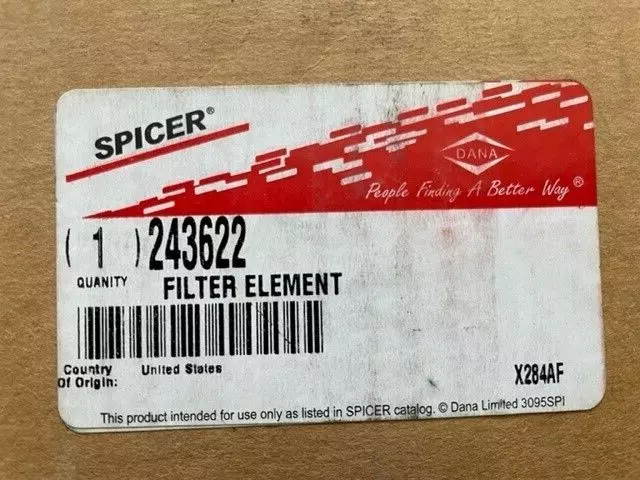 SPICER®
DANA
People Finding A Better Way®
( 1 ) 243622
QUANITY FILTER ELEMENT
Country Of Origin: United States
X284AF
This product intended for use only as listed in SPICER catalog. © Dana Limited 3095SPI